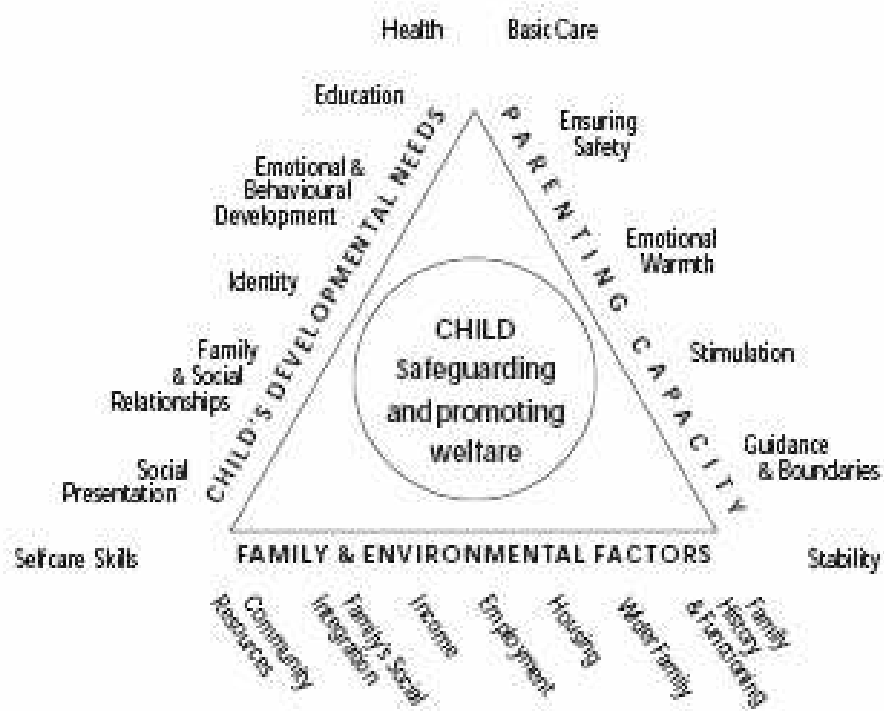 Health
Basic Care
Education
Ensuring
Safety
Emotional &
Behavioural
Development
Emotional
Warmth
Identity
Family
& Social
Relationships
Stimulation
Social
Presentation
Guidance
& Boundaries
Selfcare Skills
Stability
CHILD'S DEVELOPMENTAL NEEDS
PARENTING CAPACITY
CHILD
Safeguarding
and promoting
welfare
FAMILY & ENVIRONMENTAL FACTORS
Community
Resources
Family's Social
Integration
Income
Employment
Housing
Wider Family
Family
History
& Functioning